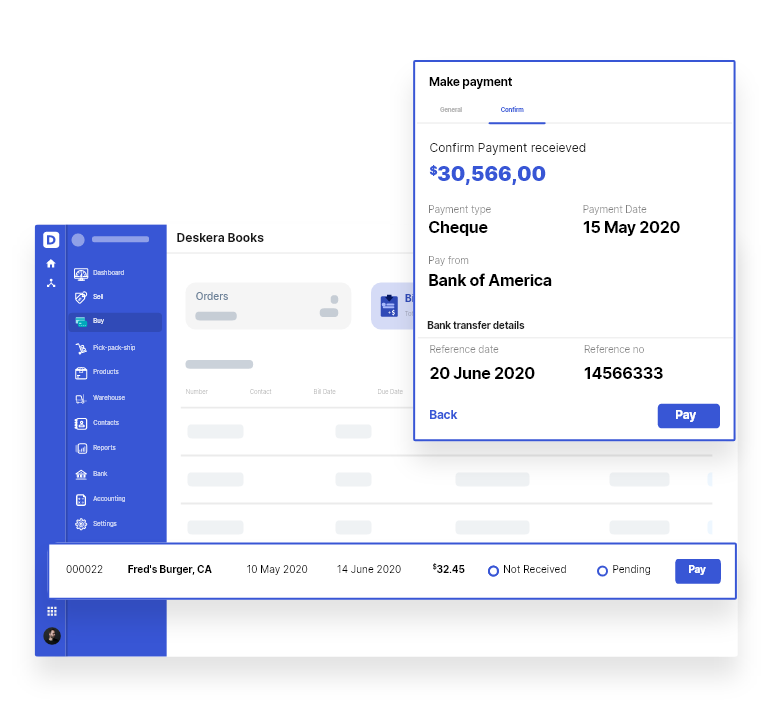 Make payment
General Confirm
Confirm Payment receieved
$30,566,00
Payment type Payment Date
Cheque 15 May 2020
Pay from
Bank of America
Bank transfer details
Reference date Reference no
20 June 2020 14566333
Back Pay
D
Deskera Books
Dashboard
Sell
Buy
Pick-pack-ship
Products
Warehouse
Contacts
Reports
Bank
Accounting
Settings
Orders
Number Contact Bill Date Due Date
000022 Fred's Burger, CA 10 May 2020 14 June 2020 $32.45 Not Received Pending Pay